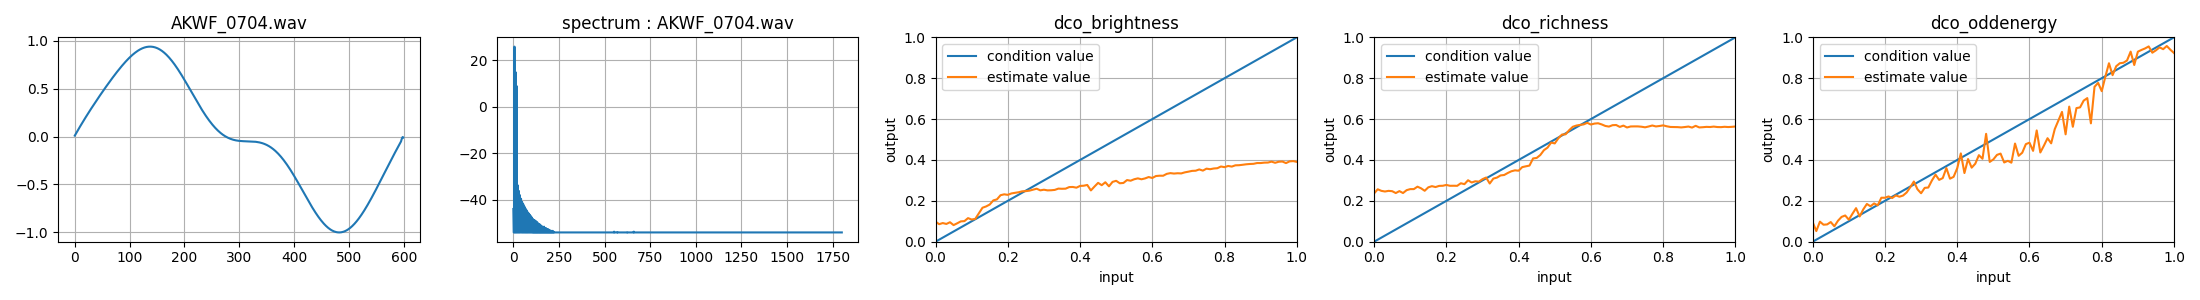 AKWF_0704.wav
1.0
0.5
0.0
−0.5
−1.0
0 100 200 300 400 500 600
spectrum : AKWF_0704.wav
20
0
−20
−40
0 250 500 750 1000 1250 1500 1750
dco_brightness
condition value
estimate value
output
1.0
0.8
0.6
0.4
0.2
0.0
0.0 0.2 0.4 0.6 0.8 1.0
input
dco_richness
condition value
estimate value
output
1.0
0.8
0.6
0.4
0.2
0.0
0.0 0.2 0.4 0.6 0.8 1.0
input
dco_oddenergy
condition value
estimate value
output
1.0
0.8
0.6
0.4
0.2
0.0
0.0 0.2 0.4 0.6 0.8 1.0
input